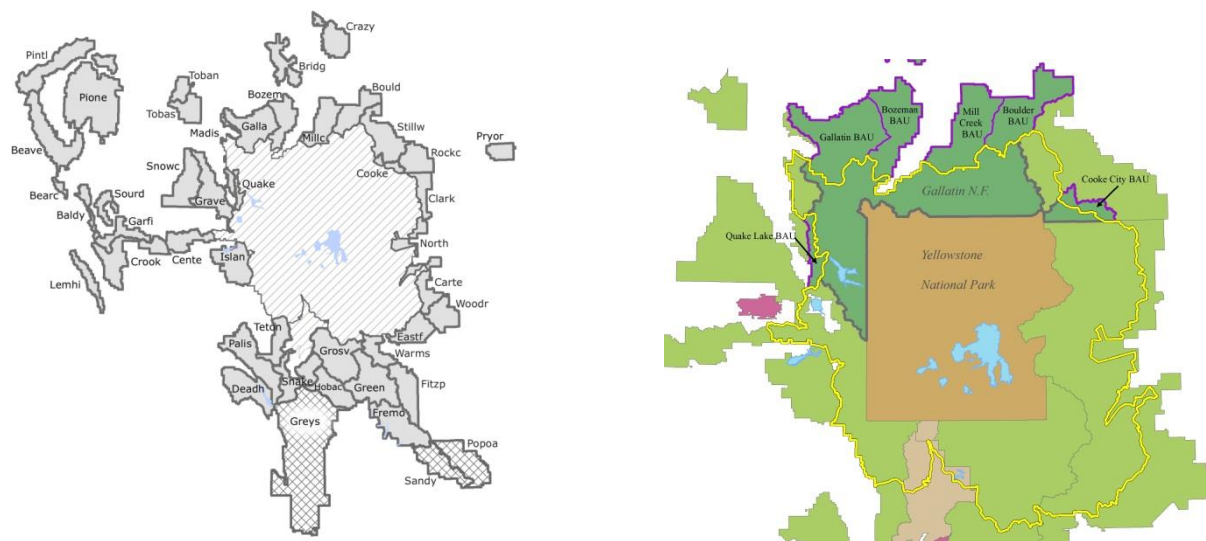 Crazy
Pintl
Bridg
Toban
Bould
Pione
Bozem
Tobas
Madis
Galla
Millc
Stillw
Pryor
Beave
Snowc
Rockc
Cooke
Bearc
Sourd
Quake
Grave
Clark
Baldy
Garfi
North
Crook
Cente
Islan
Lemhi
Carte
Woodr
Teton
Eastf
Palis
Grosv
Warms
Deadh
Snake
Hobac
Green
Fitzp
Fremo
Greys
Popoa
Sandy
Bozeman
BAU
Mill
Creek
BAU
Boulder
BAU
Gallatin BAU
Cooke City BAU
Gallatin N.F.
Quake Lake BAU
Yellowstone
National Park